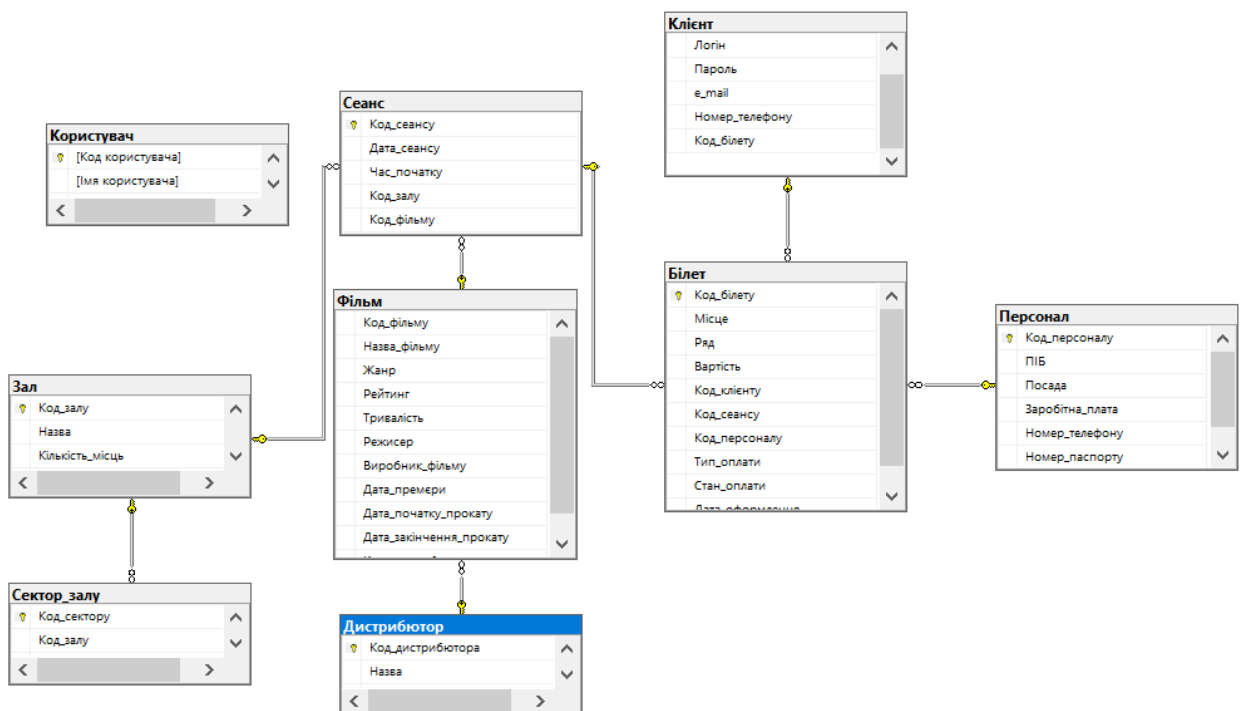 Клієнт
Логін
Пароль
e_mail
Номер_телефону
Код_білету
Сеанс
Код_сеансу
Дата_сеансу
Час_початку
Код_залу
Код_фільму
Користувач
[Код користувача]
[Імя користувача]
Білет
Код_білету
Місце
Ряд
Вартість
Код_клієнту
Код_сеансу
Код_персоналу
Тип_оплати
Стан_оплати
Дата_оформлення
Фільм
Код_фільму
Назва_фільму
Жанр
Рейтинг
Тривалість
Режисер
Виробник_фільму
Дата_премєри
Дата_початку_прокату
Дата_закінчення_прокату
Персонал
Код_персоналу
ПІБ
Посада
Заробітна_плата
Номер_телефону
Номер_паспорту
Зал
Код_залу
Назва
Кількість_місць
Сектор_залу
Код_сектору
Код_залу
Дистрибютор
Код_дистрибютора
Назва